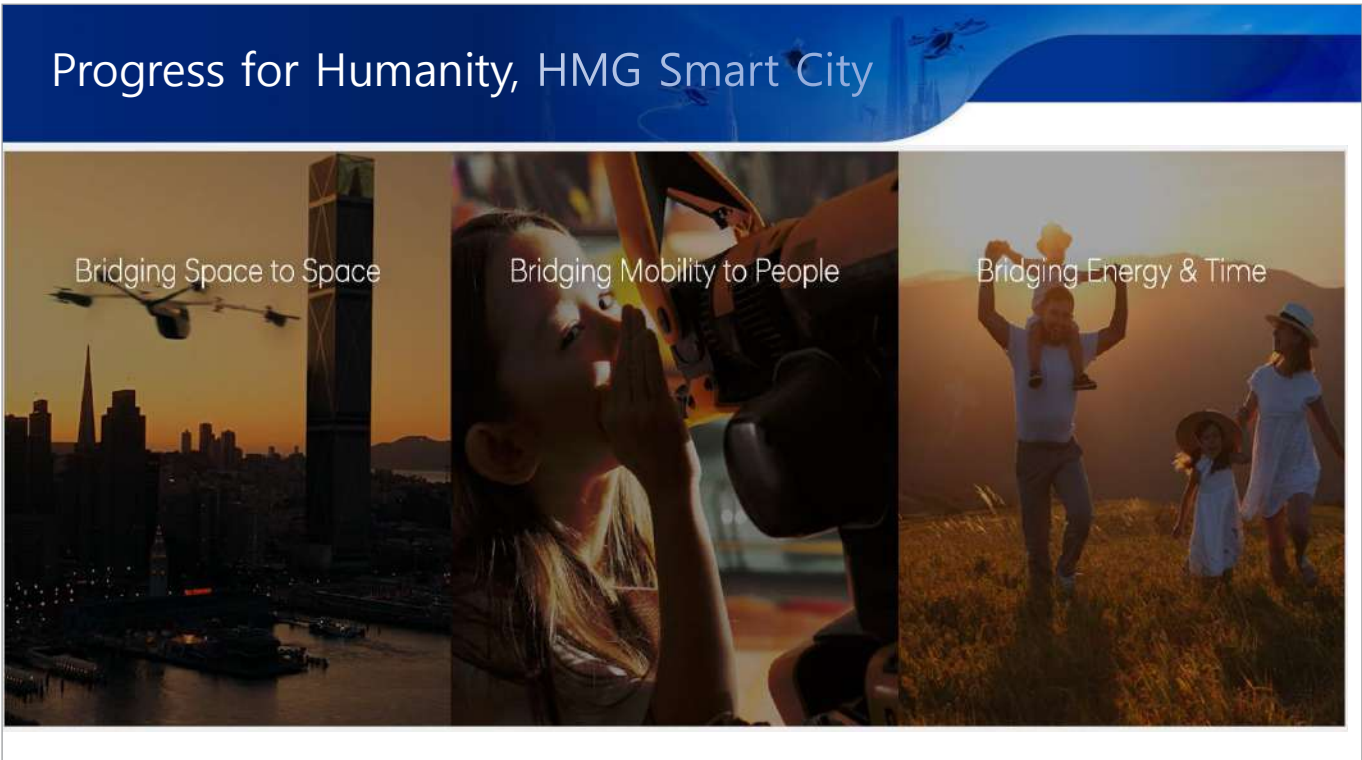 Progress for Humanity, HMG Smart City
Bridging Space to Space
Bridging Mobility to People
Bridging Energy & Time